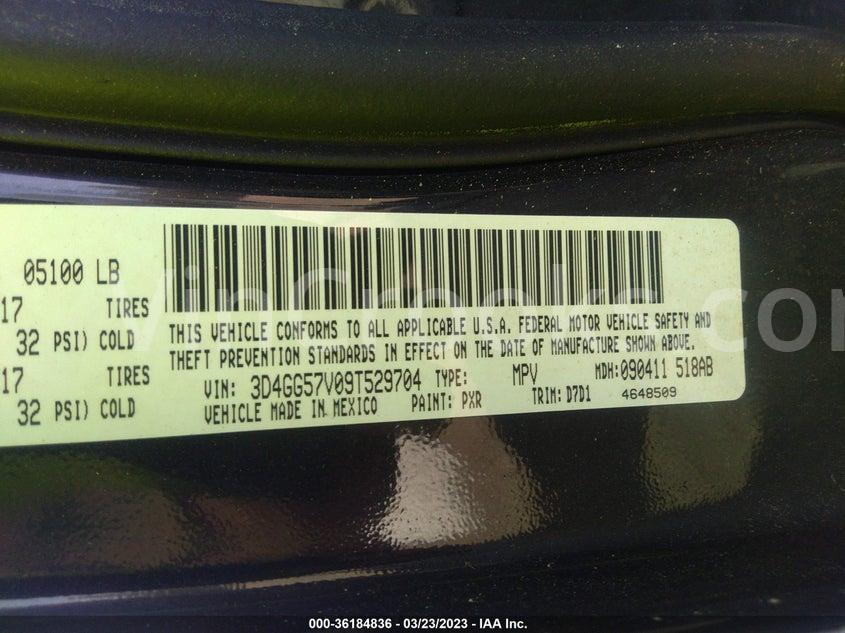 05100 LB
17 TIRES
32 PSI) COLD
17 TIRES
32 PSI) COLD
THIS VEHICLE CONFORMS TO ALL APPLICABLE U.S.A. FEDERAL MOTOR VEHICLE SAFETY AND
THEFT PREVENTION STANDARDS IN EFFECT ON THE DATE OF MANUFACTURE SHOWN ABOVE.
VIN: 3D4GG57V09T529704 TYPE: MPV MDH: 090411 518AB
VEHICLE MADE IN MEXICO PAINT: PXR TRIM: D7D1 4648509
000-36184836 - 03/23/2023 - IAA Inc.